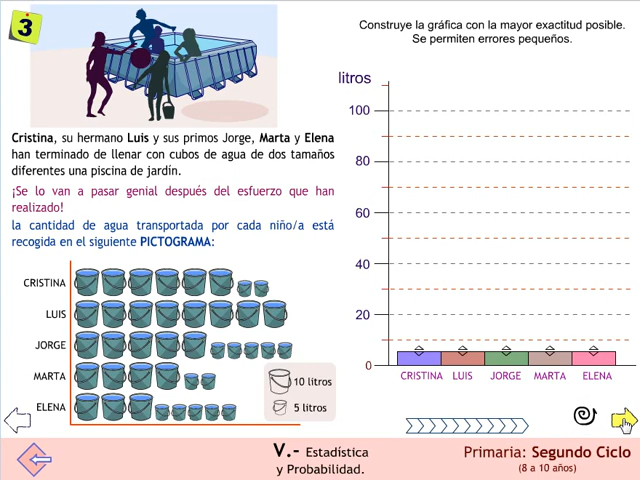 3
Construye la gráfica con la mayor exactitud posible.
Se permiten errores pequeños.
Cristina, su hermano Luis y sus primos Jorge, Marta y Elena
han terminado de llenar con cubos de agua de dos tamaños
diferentes una piscina de jardín.
¡Se lo van a pasar genial después del esfuerzo que han
realizado!
la cantidad de agua transportada por cada niño/a está
recogida en el siguiente PICTOGRAMA:
CRISTINA
LUIS
JORGE
MARTA
ELENA
10 litros
5 litros
litros
100
80
60
40
20
0
CRISTINA LUIS JORGE MARTA ELENA
V.- Estadística
y Probabilidad.
Primaria: Segundo Ciclo
(8 a 10 años)